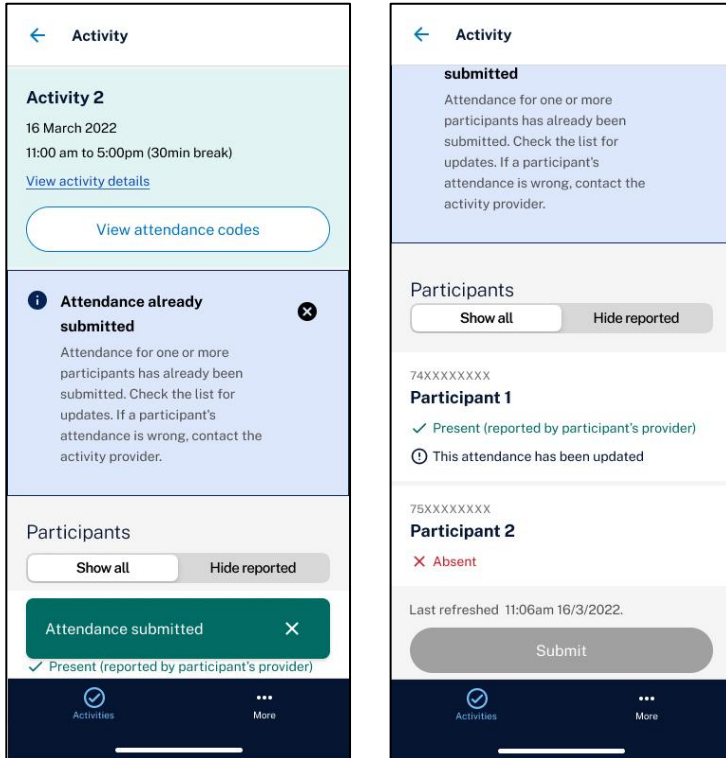 Activity
Activity 2
16 March 2022
11:00 am to 5:00pm (30min break)
View activity details
View attendance codes
Attendance already
submitted
Attendance for one or more
participants has already been
submitted. Check the list for
updates. If a participant's
attendance is wrong, contact the
activity provider.
Participants
Show all Hide reported
Attendance submitted
Present (reported by participant's provider)
Activities More
Activity
submitted
Attendance for one or more
participants has already been
submitted. Check the list for
updates. If a participant's
attendance is wrong, contact the
activity provider.
Participants
Show all Hide reported
74XXXXXXXX
Participant 1
Present (reported by participant's provider)
This attendance has been updated
75XXXXXXXX
Participant 2
Absent
Last refreshed 11:06am 16/3/2022.
Submit
Activities More